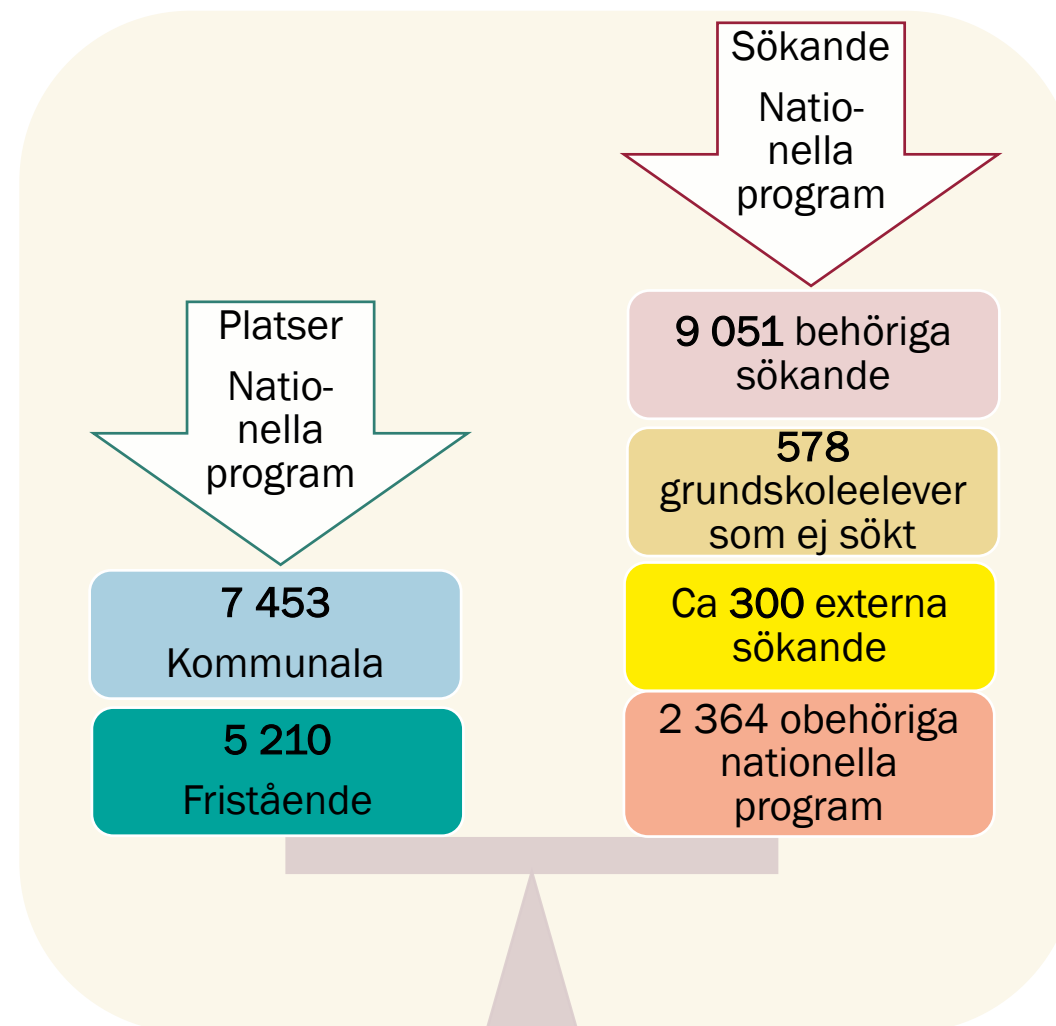 Platser
Natio-
nella
program
7 453
Kommunala
5 210
Fristående
Sökande
Natio-
nella
program
9 051 behöriga
sökande
578
grundskoleelever
som ej sökt
Ca 300 externa
sökande
2 364 obehöriga
nationella
program